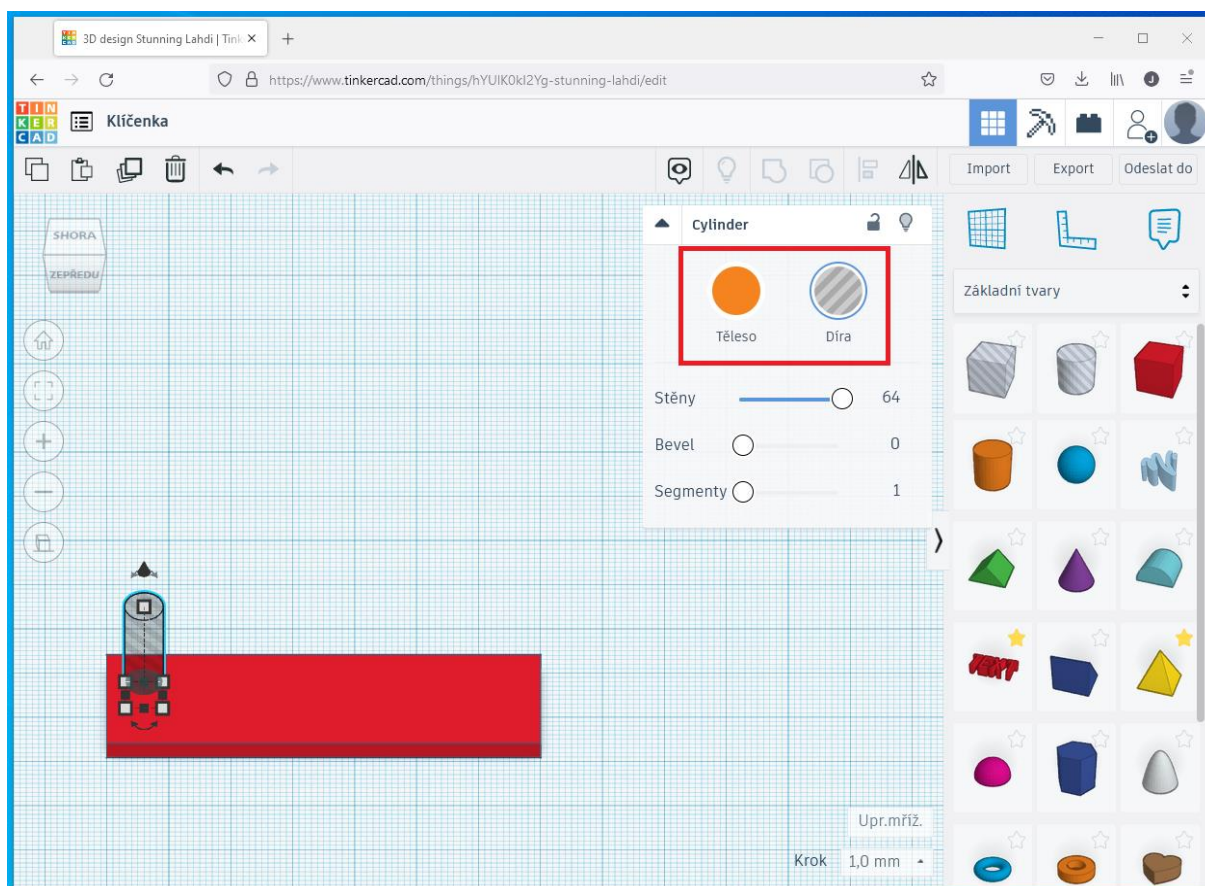 3D design Stunning Lahdi | Tink
https://www.tinkercad.com/things/hYUlK0kI2Yg-stunning-lahdi/edit
TIN
KER
CAD
Klíčenka
Import
Export
Odeslat do
SHORA
ZEPŘEDU
Cylinder
Těleso
Díra
Stěny
64
Bevel
0
Segmenty
1
Základní tvary
TEXT
Upr.mříž.
Krok
1,0 mm